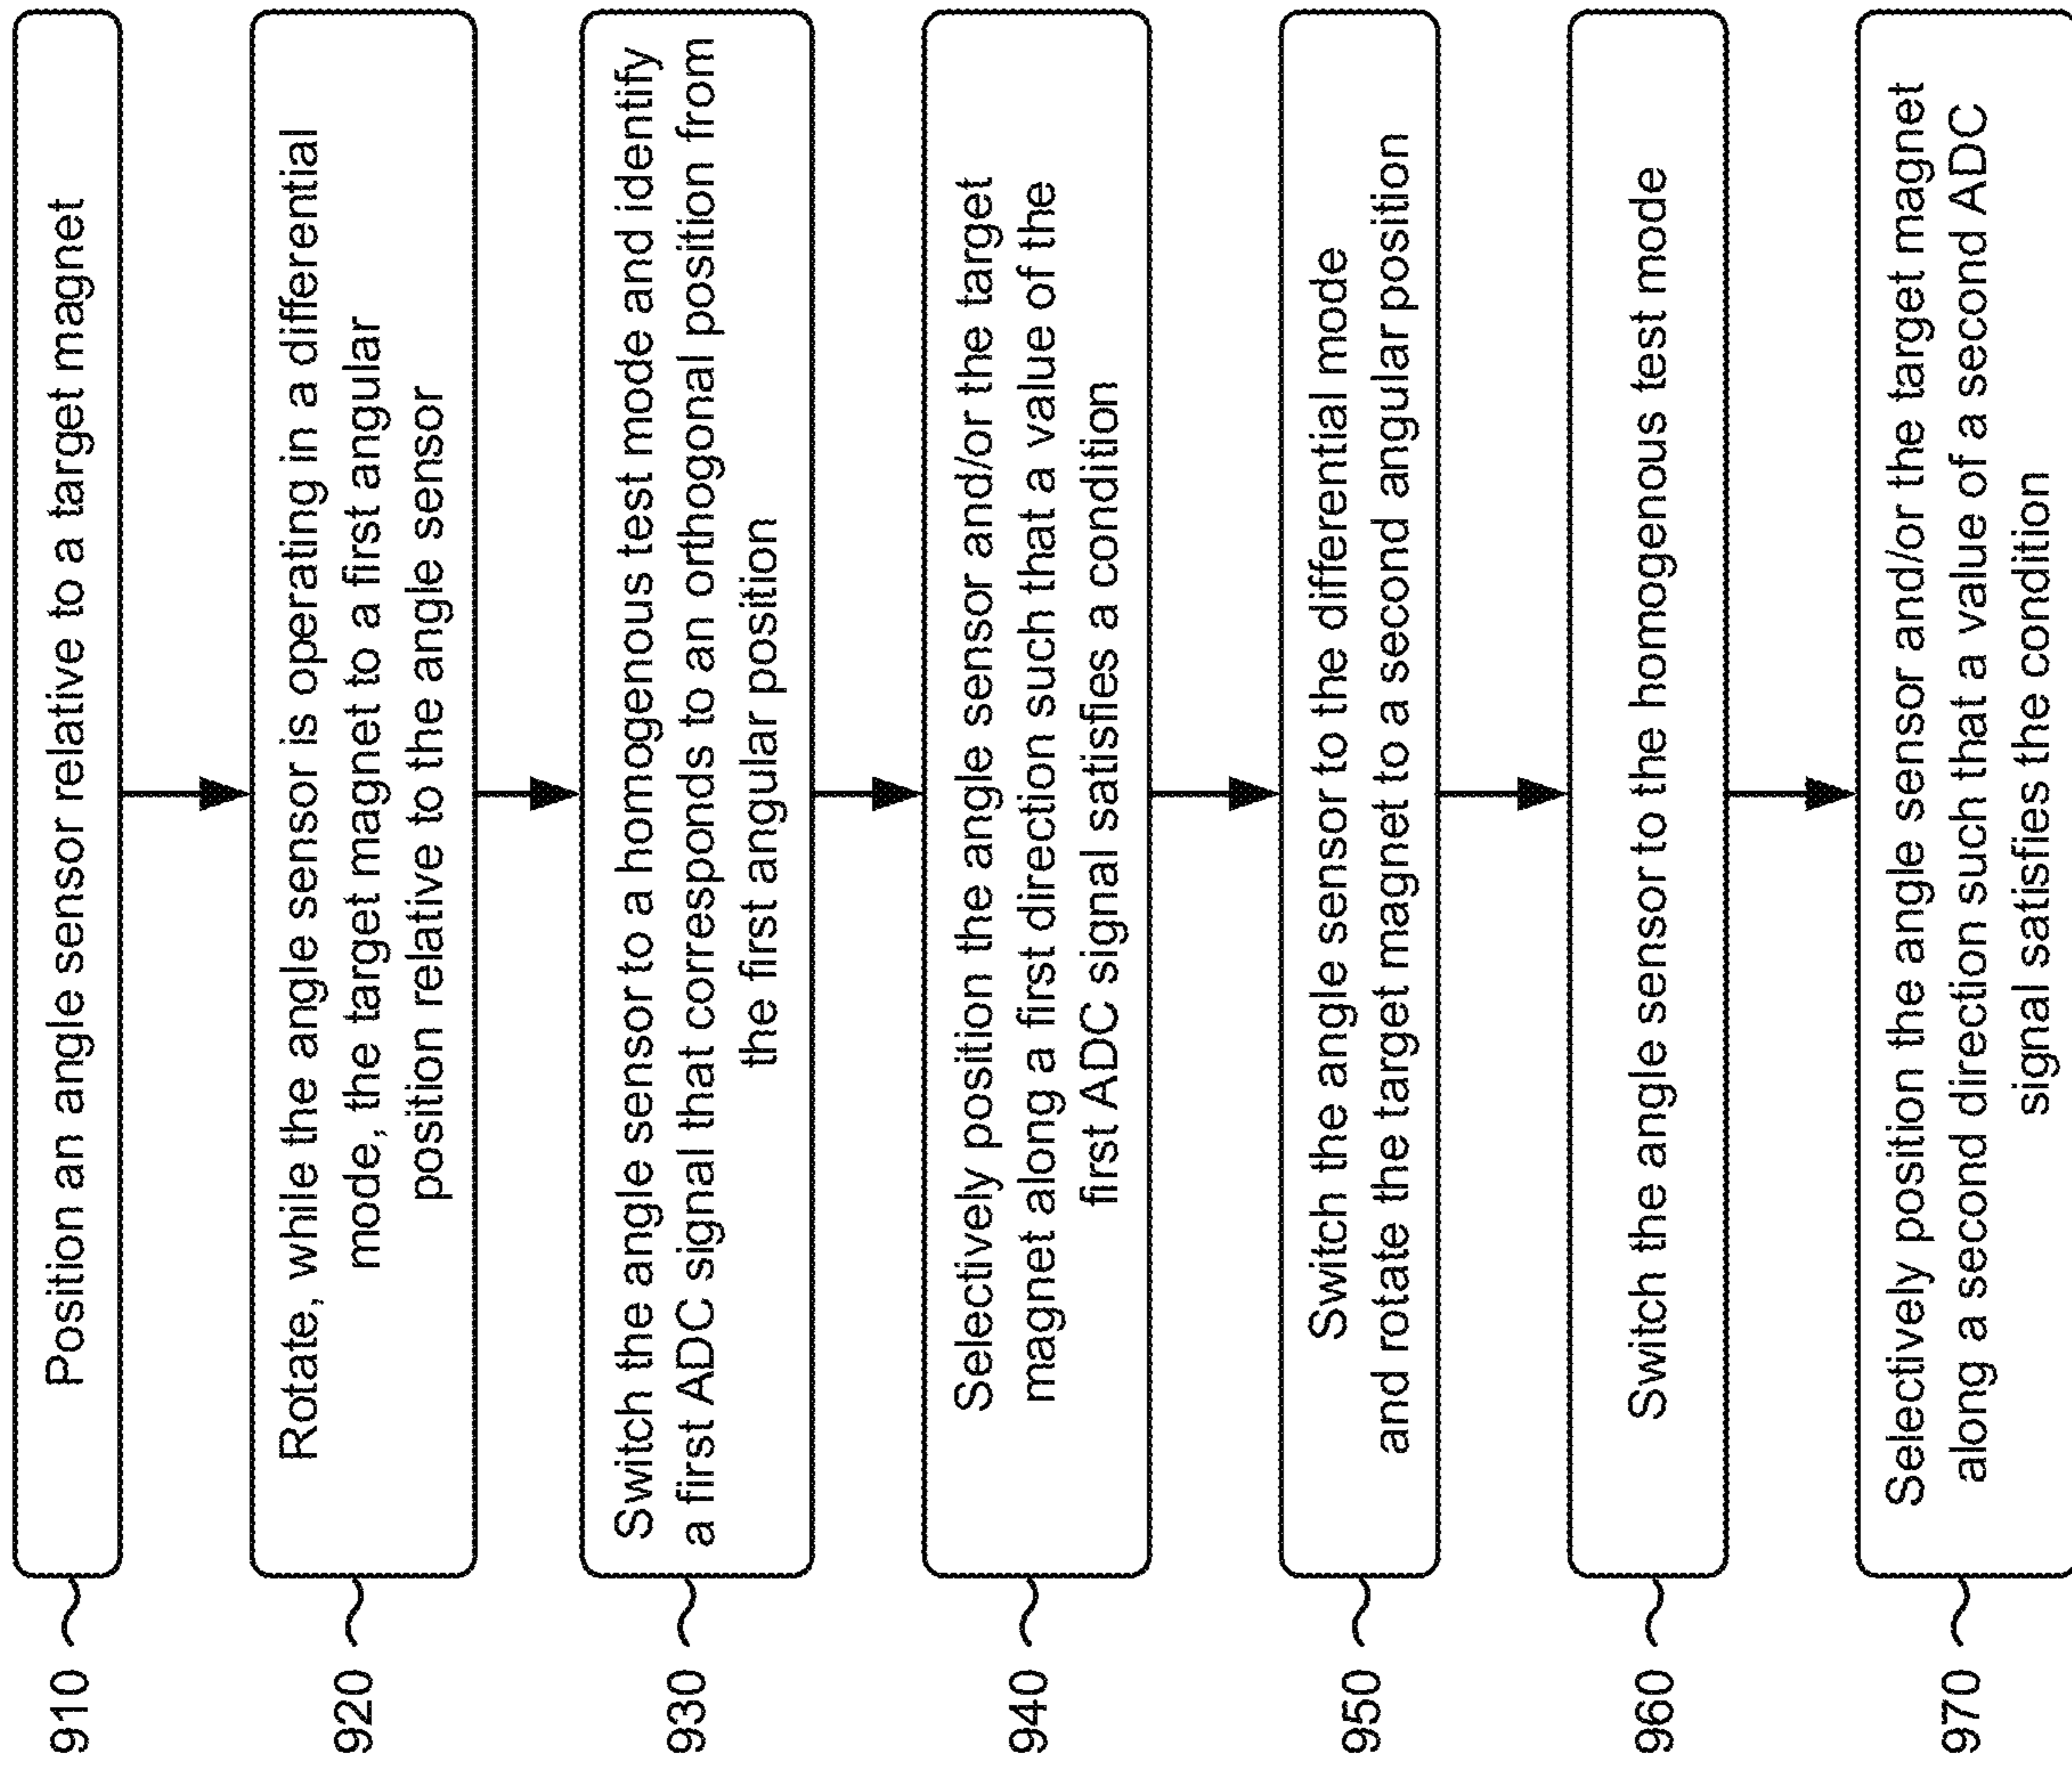 910
Position an angle sensor relative to a target magnet
920
Rotate, while the angle sensor is operating in a differential
mode, the target magnet to a first angular
position relative to the angle sensor
930
Switch the angle sensor to a homogenous test mode and identify
a first ADC signal that corresponds to an orthogonal position from
the first angular position
940
Selectively position the angle sensor and/or the target
magnet along a first direction such that a value of the
first ADC signal satisfies a condition
950
Switch the angle sensor to the differential mode
and rotate the target magnet to a second angular position
960
Switch the angle sensor to the homogenous test mode
970
Selectively position the angle sensor and/or the target magnet
along a second direction such that a value of a second ADC
signal satisfies the condition